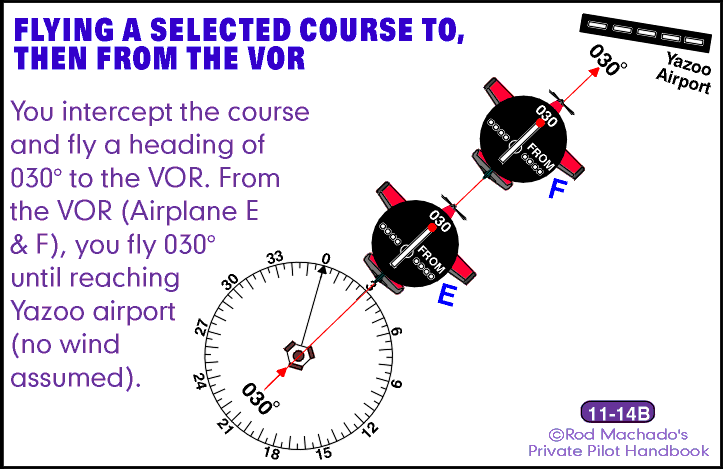 FLYING A SELECTED COURSE TO,
THEN FROM THE VOR
You intercept the course
and fly a heading of
030° to the VOR. From
the VOR (Airplane E
& F), you fly 030°
until reaching
Yazoo airport
(no wind
assumed).
Yazoo
Airport
030°
030
FROM
F
030
FROM
E
0
3
6
9
12
15
18
21
24
27
30
33
030°
11-14B
©Rod Machado's
Private Pilot Handbook